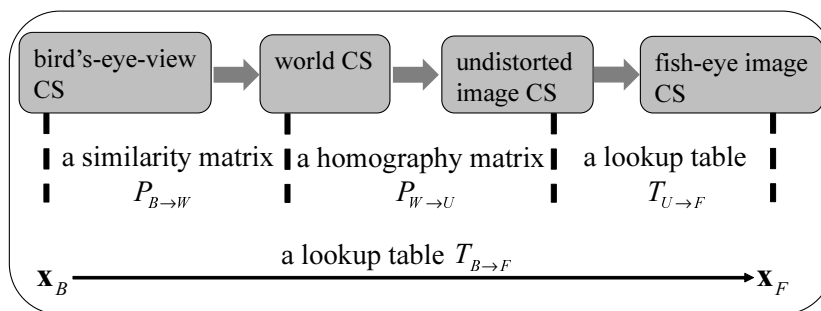 bird's-eye-view CS
world CS
undistorted image CS
fish-eye image CS
a similarity matrix
P_{B→W}
a homography matrix
P_{W→U}
a lookup table
T_{U→F}
a lookup table T_{B→F}
x_B
x_F